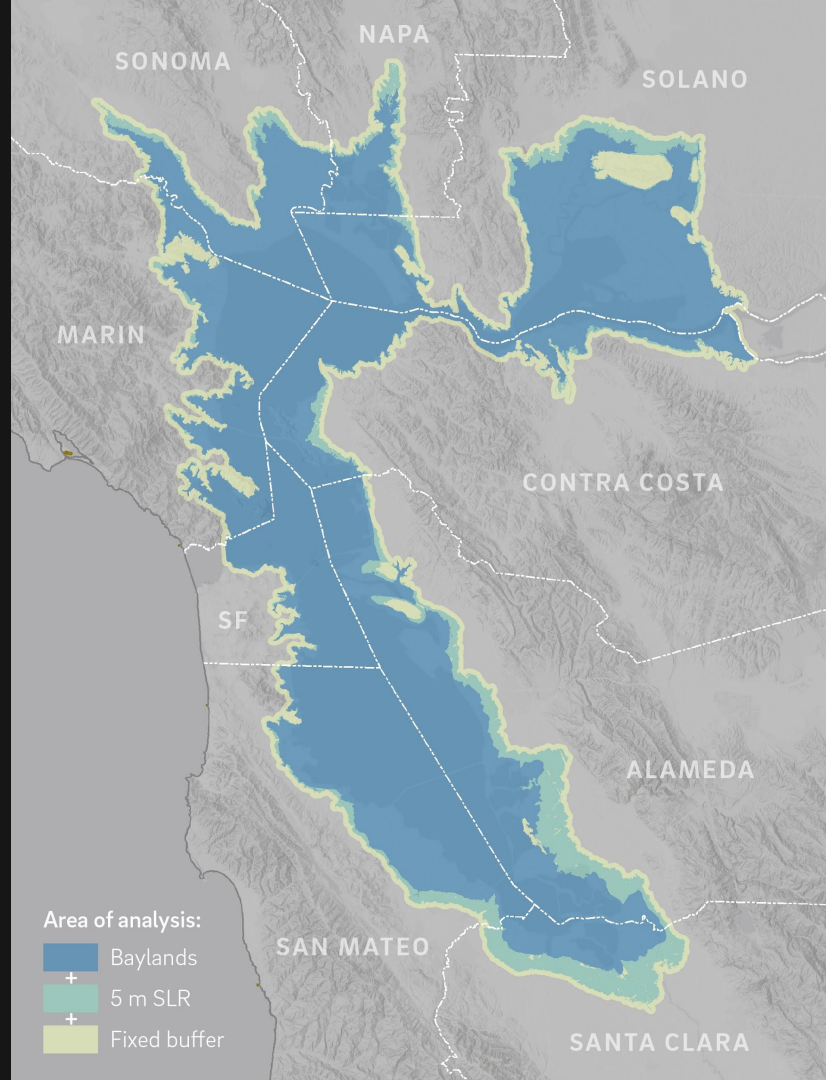 NAPA
SONOMA
SOLANO
MARIN
CONTRA COSTA
SF
ALAMEDA
Area of analysis:
SAN MATEO
Baylands
+
5 m SLR
+
Fixed buffer
SANTA CLARA